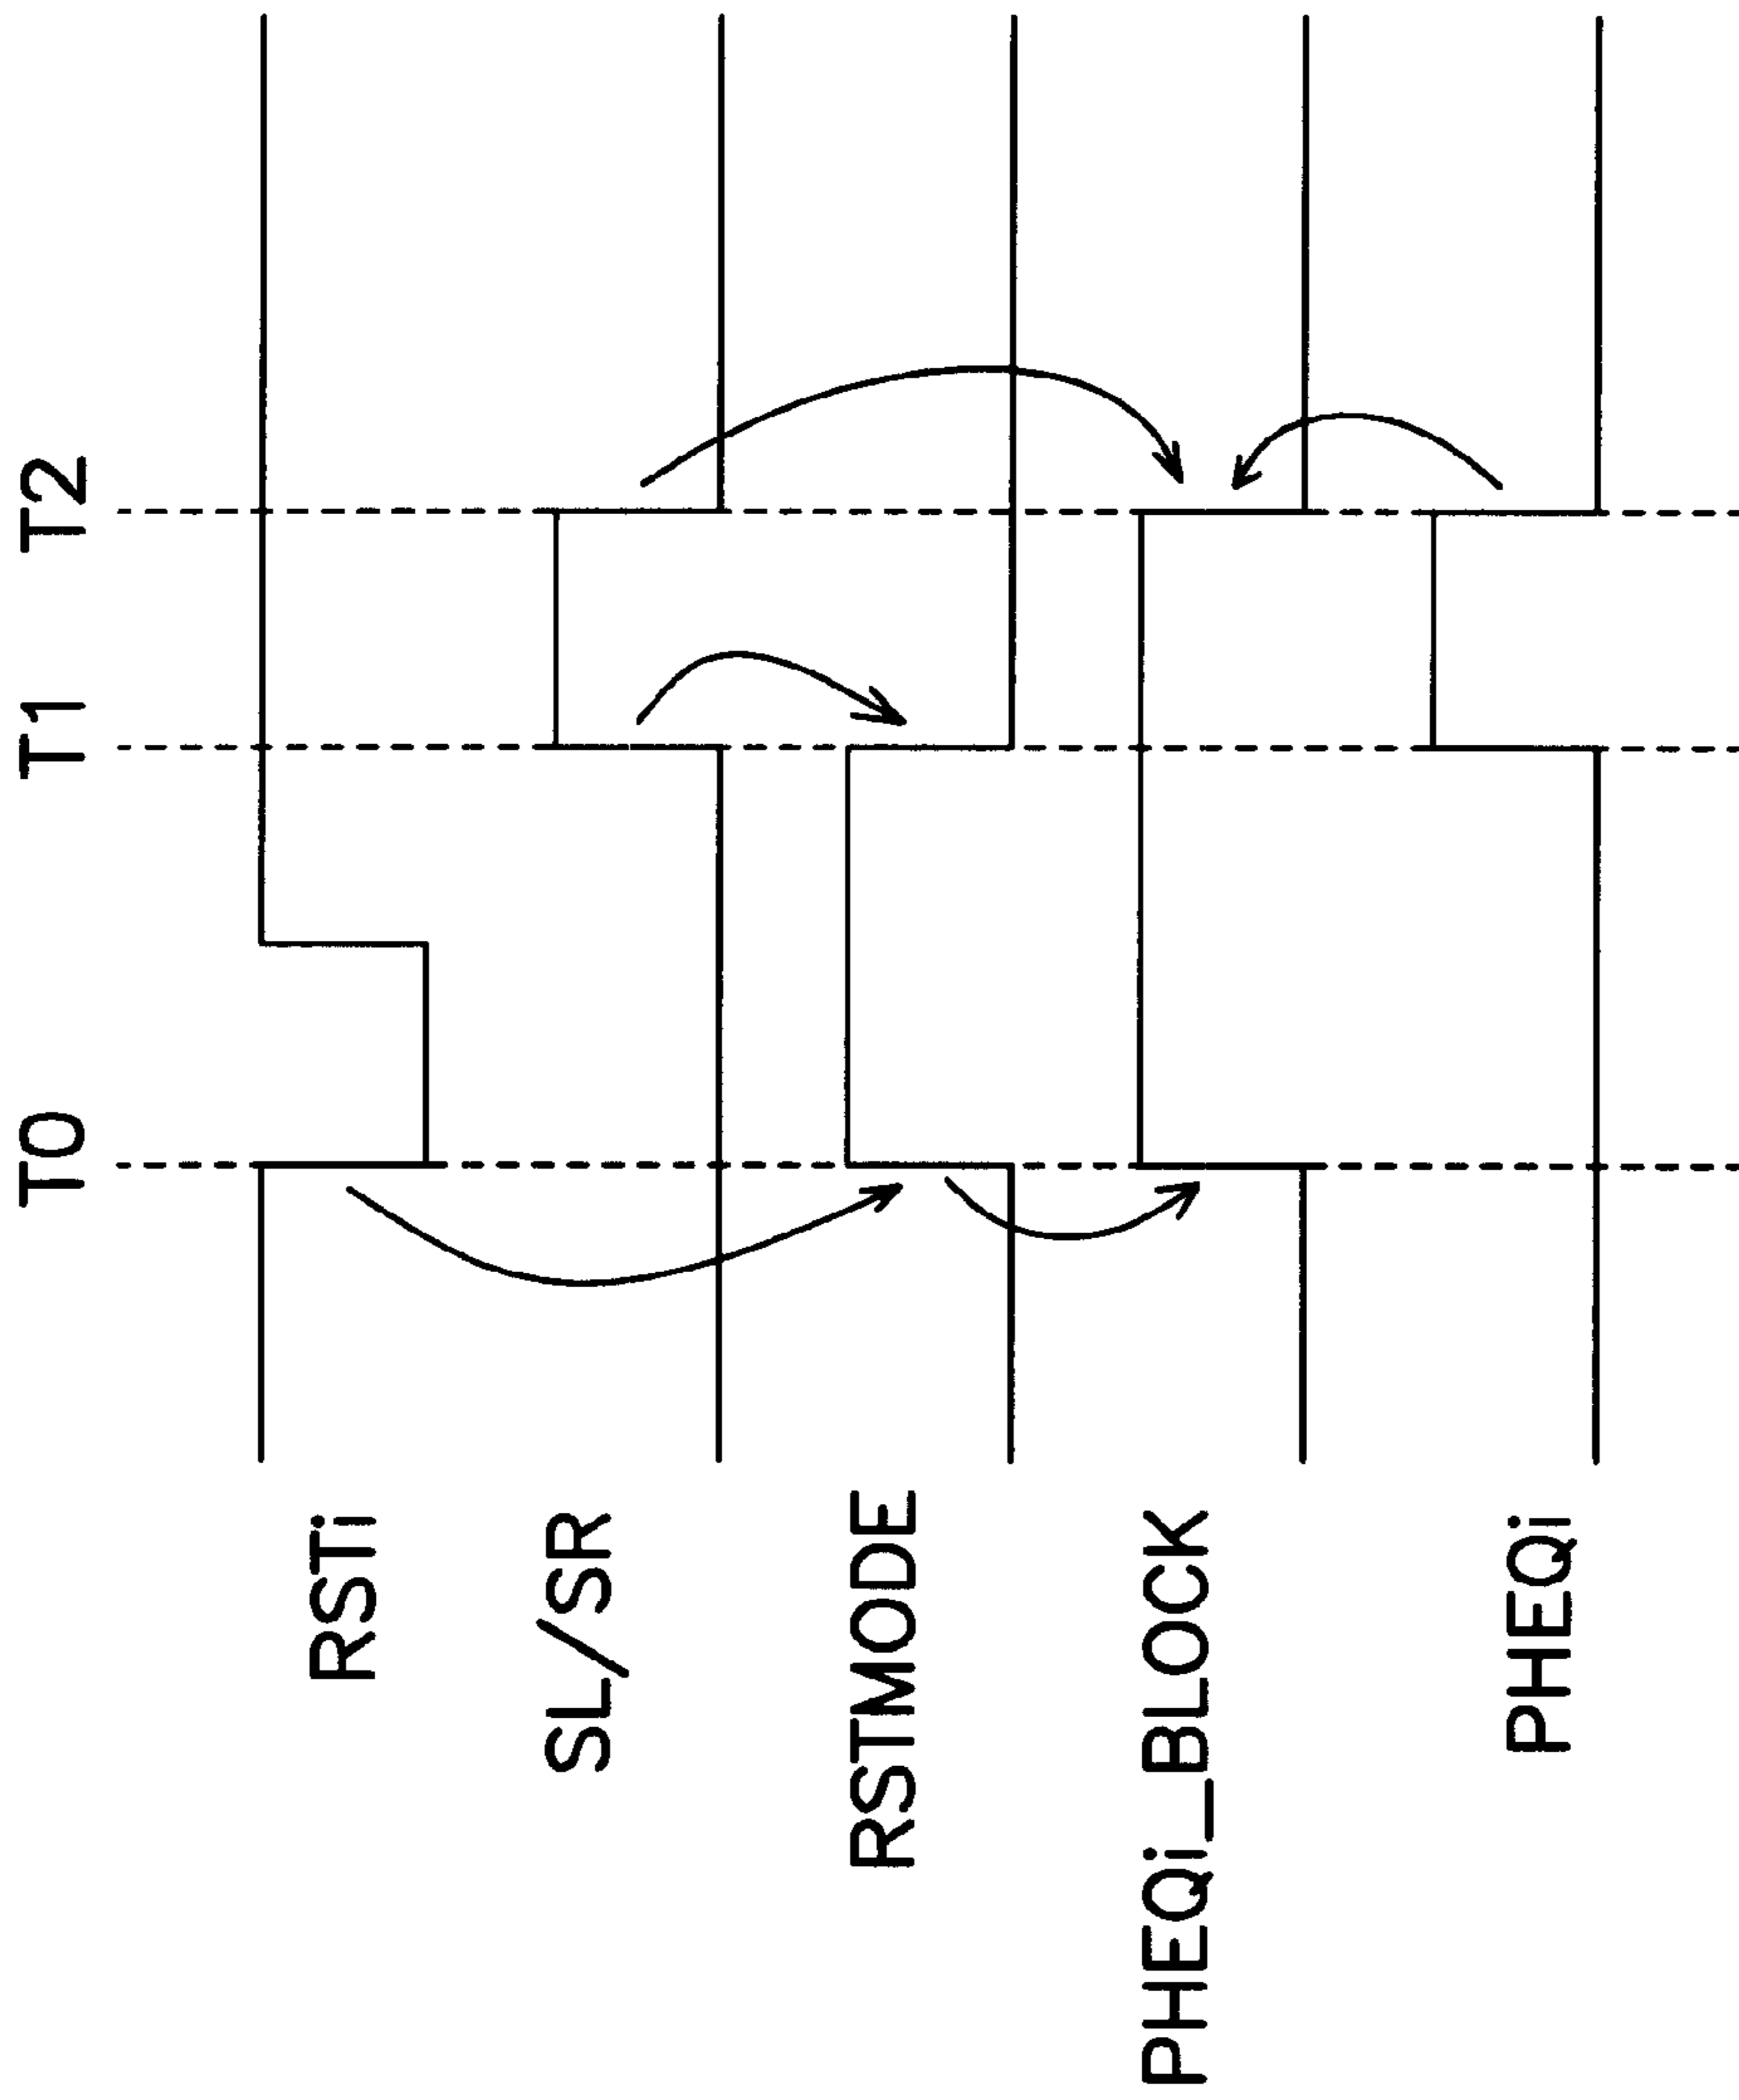 T0
T1
T2
RSTi
SL/SR
RSTMODE
PHEQi_BLOCK
PHEQi